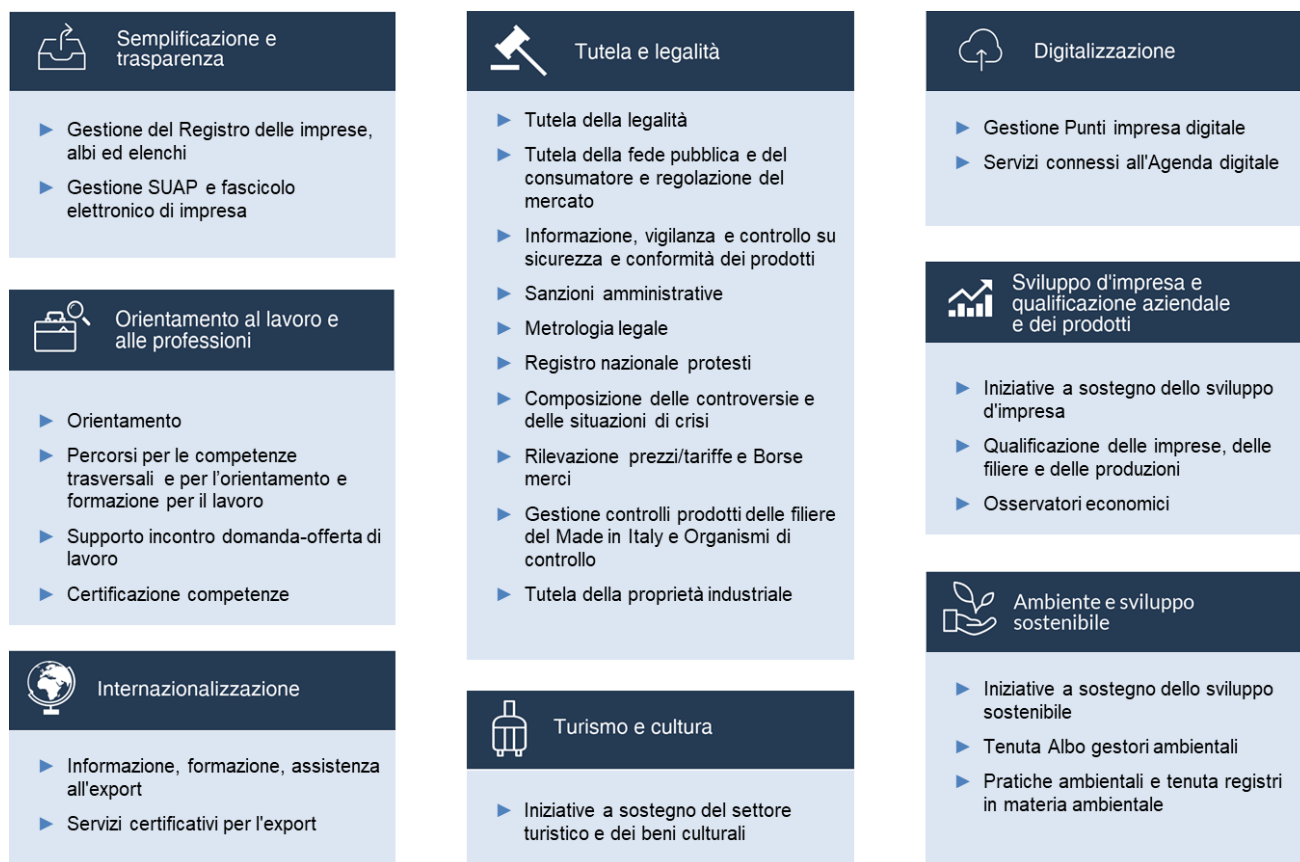 Semplificazione e
trasparenza
► Gestione del Registro delle imprese,
albi ed elenchi
► Gestione SUAP e fascicolo
elettronico di impresa
Orientamento al lavoro e
alle professioni
► Orientamento
► Percorsi per le competenze
trasversali e per l’orientamento e
formazione per il lavoro
► Supporto incontro domanda-offerta di
lavoro
► Certificazione competenze
Internazionalizzazione
► Informazione, formazione, assistenza
all'export
► Servizi certificativi per l'export
Tutela e legalità
► Tutela della legalità
► Tutela della fede pubblica e del
consumatore e regolazione del
mercato
► Informazione, vigilanza e controllo su
sicurezza e conformità dei prodotti
► Sanzioni amministrative
► Metrologia legale
► Registro nazionale protesti
► Composizione delle controversie e
delle situazioni di crisi
► Rilevazione prezzi/tariffe e Borse
merci
► Gestione controlli prodotti delle filiere
del Made in Italy e Organismi di
controllo
► Tutela della proprietà industriale
Turismo e cultura
► Iniziative a sostegno del settore
turistico e dei beni culturali
Digitalizzazione
► Gestione Punti impresa digitale
► Servizi connessi all'Agenda digitale
Sviluppo d'impresa e
qualificazione aziendale
e dei prodotti
► Iniziative a sostegno dello sviluppo
d'impresa
► Qualificazione delle imprese, delle
filiere e delle produzioni
► Osservatori economici
Ambiente e sviluppo
sostenibile
► Iniziative a sostegno dello sviluppo
sostenibile
► Tenuta Albo gestori ambientali
► Pratiche ambientali e tenuta registri
in materia ambientale